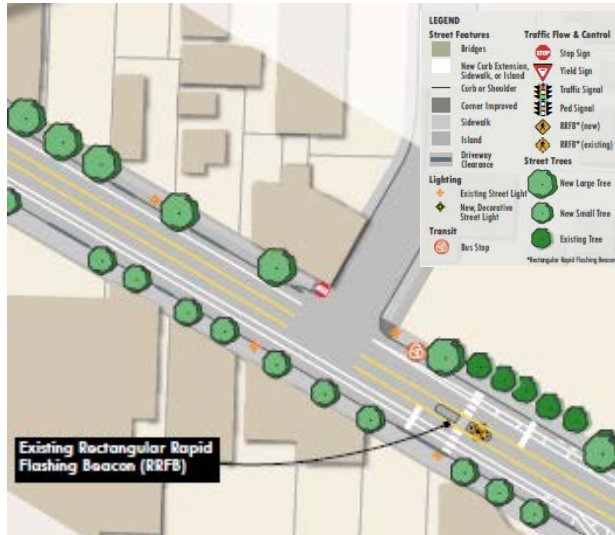 LEGEND
Street Features
Bridges
New Curb Extension,
Sidewalk, or Island
Curb or Shoulder
Corner Improved
Sidewalk
Island
Driveway
Clearance
Lighting
Existing Street Light
New, Decorative
Street Light
Transit
Bus Stop
Traffic Flow & Control
STOP
Stop Sign
Yield Sign
Traffic Signal
Ped Signal
RRFB* (new)
RRFB* (existing)
Street Trees
New Large Tree
New Small Tree
Existing Tree
*Rectangular Rapid Flashing Beacon
Existing Rectangular Rapid
Flashing Beacon (RRFB)